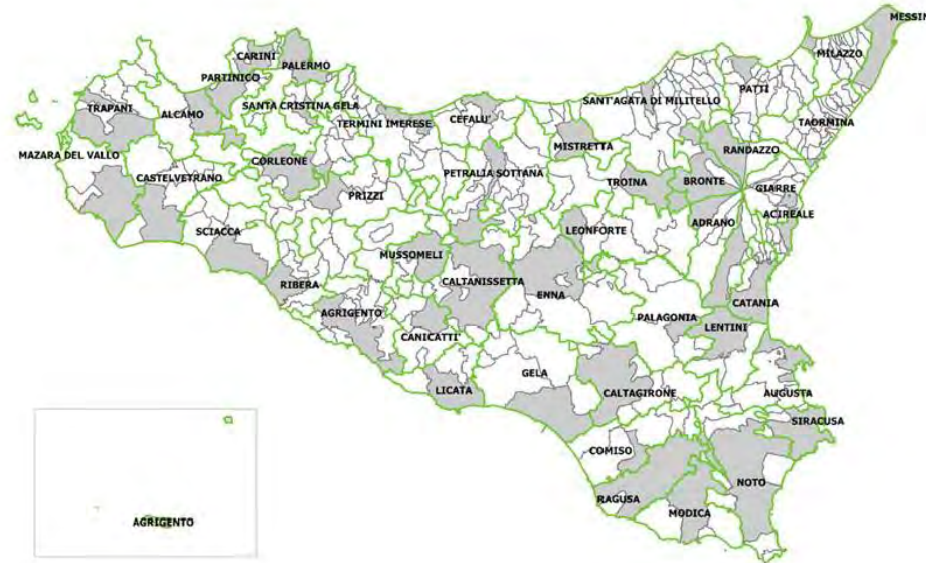 MESSIN
MILAZZO
CARINI
PALERMO
PARTINICO
PATTI
TRAPANI
ALCAMO
SANTA CRISTINA GELA
SANT'AGATA DI MILITELLO
TERMINI IMERESE
CEFALU'
TAORMINA
MISTRETTA
RANDAZZO
MAZARA DEL VALLO
CORLEONE
CASTELVETRANO
PETRALIA SOTTANA
TROINA
BRONTE
GIARRE
PRIZZI
ACIREALE
ADRANO
SCIACCA
LEONFORTE
MUSSOMELI
CALTANISSETTA
RIBERA
ENNA
CATANIA
AGRIGENTO
PALAGONIA
LENTINI
CANICATTI'
GELA
LICATA
CALTAGIRONE
AUGUSTA
SIRACUSA
COMISO
NOTO
RAGUSA
MODICA
AGRIGENTO